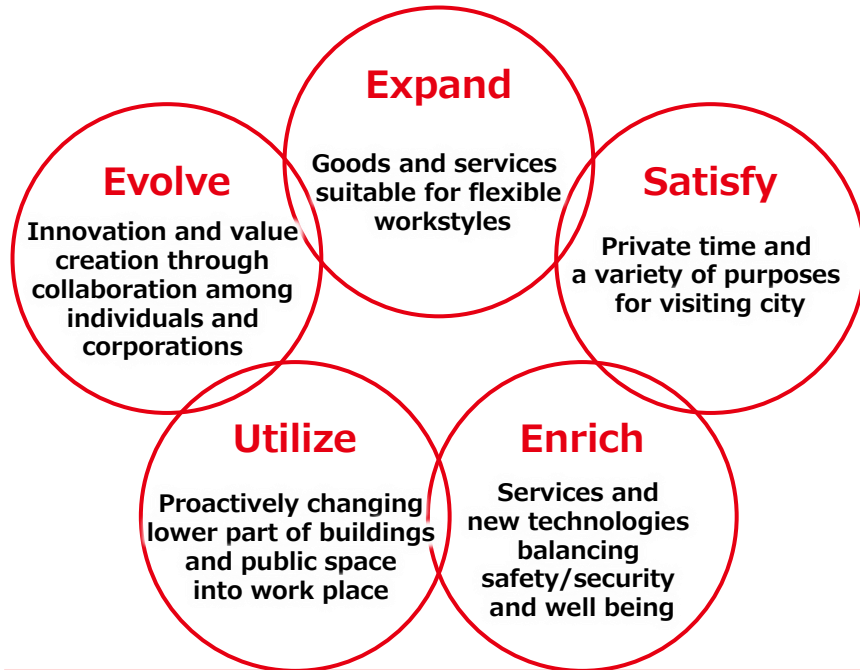 Expand
Goods and services
suitable for flexible
workstyles
Evolve
Innovation and value
creation through
collaboration among
individuals and
corporations
Satisfy
Private time and
a variety of purposes
for visiting city
Utilize
Proactively changing
lower part of buildings
and public space
into work place
Enrich
Services and
new technologies
balancing
safety/security
and well being